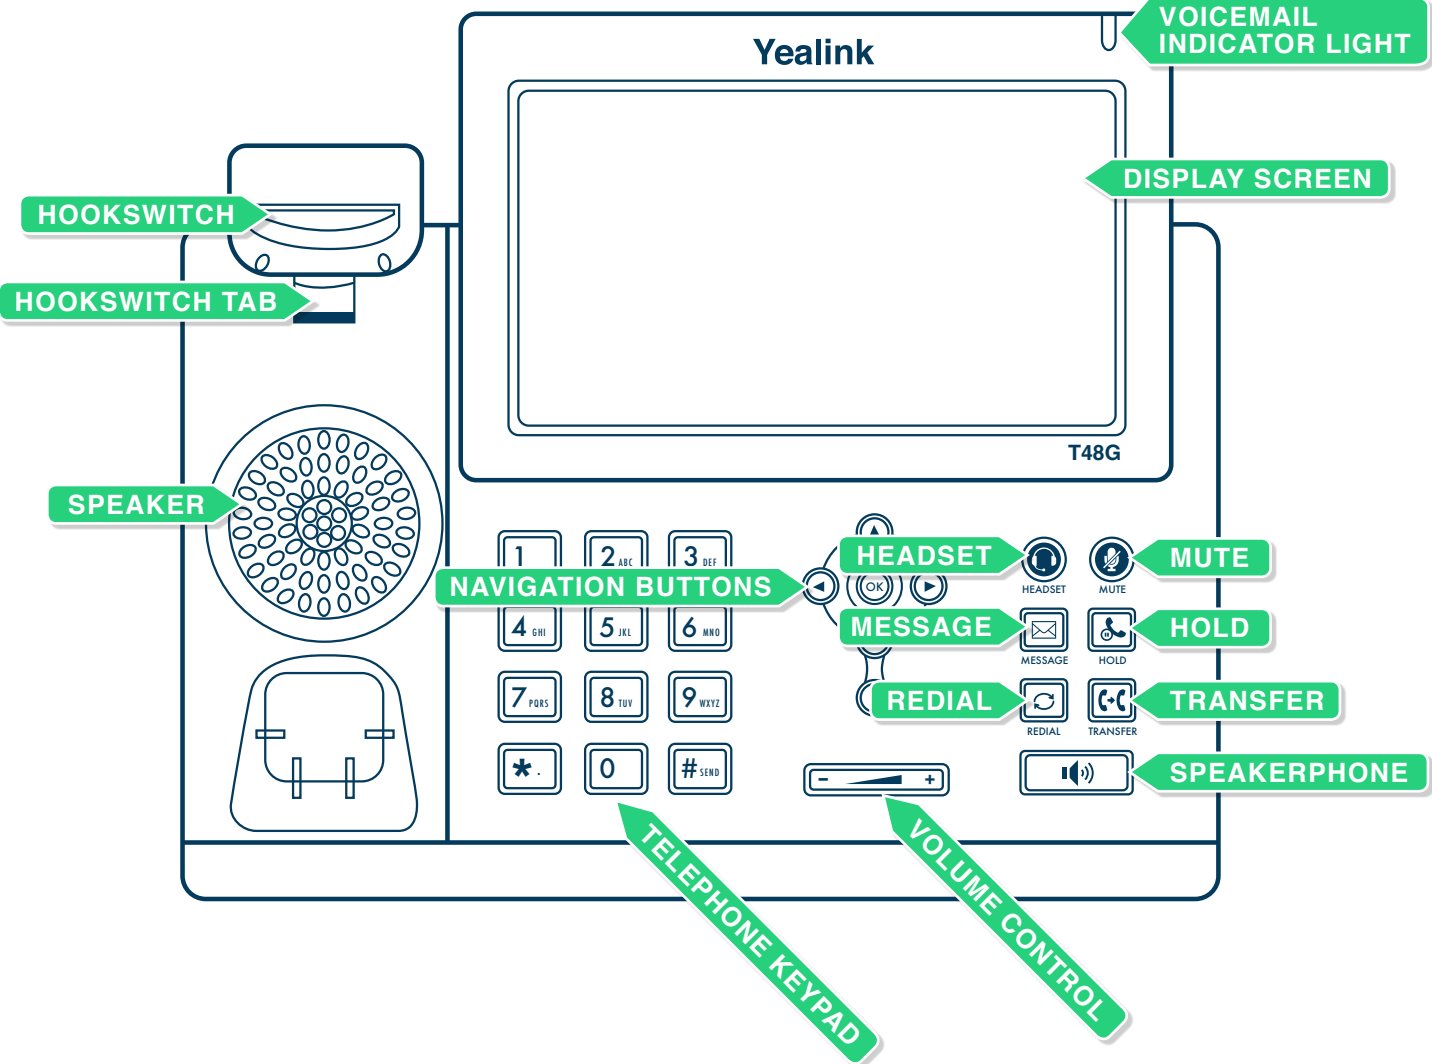 VOICEMAIL
INDICATOR LIGHT
Yealink
DISPLAY SCREEN
HOOKSWITCH
HOOKSWITCH TAB
T48G
SPEAKER
1
2 ABC
3 DEF
HEADSET
MUTE
NAVIGATION BUTTONS
OK
HEADSET
MUTE
4 GHI
5 JKL
6 MNO
MESSAGE
HOLD
MESSAGE
HOLD
7 PQRS
8 TUV
9 WXYZ
REDIAL
TRANSFER
REDIAL
TRANSFER
* .
0
# SEND
- +
SPEAKERPHONE
TELEPHONE KEYPAD
VOLUME CONTROL